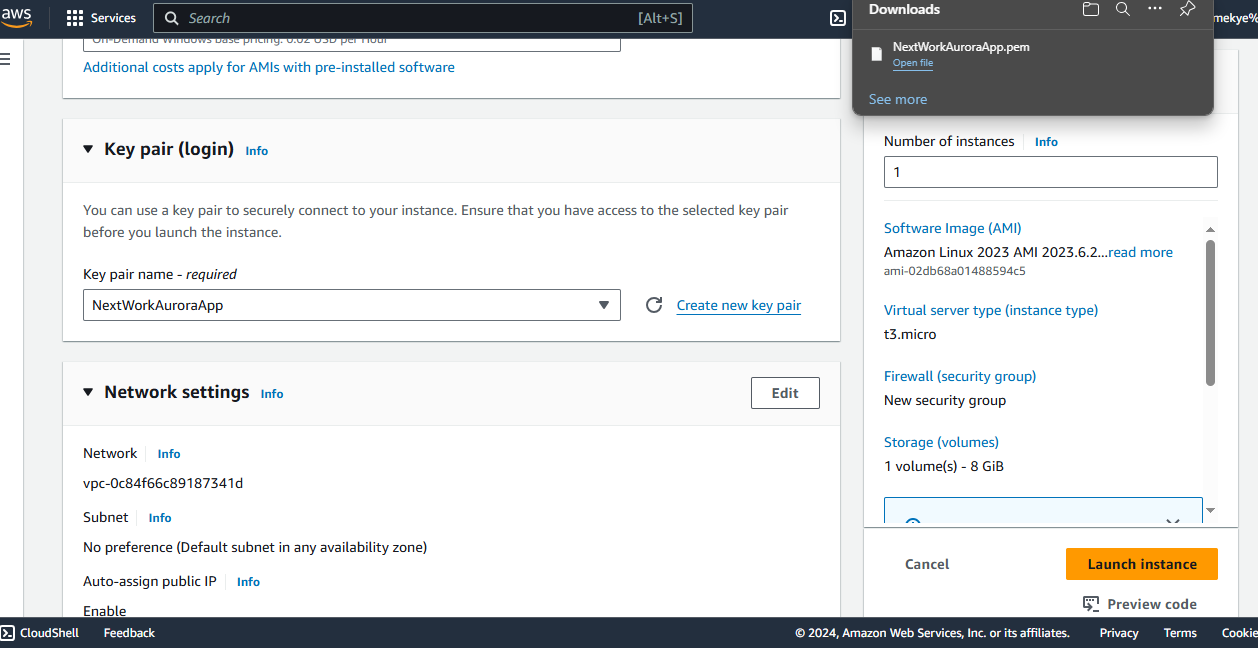 aws
Services
Search
[Alt+S]
On-Demand Windows base pricing: 0.02 USD per Hour
Additional costs apply for AMIs with pre-installed software
Key pair (login) Info
You can use a key pair to securely connect to your instance. Ensure that you have access to the selected key pair
before you launch the instance.
Key pair name - required
NextWorkAuroraApp
Create new key pair
Network settings Info
Edit
Network Info
vpc-0c84f66c89187341d
Subnet Info
No preference (Default subnet in any availability zone)
Auto-assign public IP Info
Enable
Downloads
NextWorkAuroraApp.pem
Open file
See more
mekye%
Number of instances Info
1
Software Image (AMI)
Amazon Linux 2023 AMI 2023.6.2...read more
ami-02db68a01488594c5
Virtual server type (instance type)
t3.micro
Firewall (security group)
New security group
Storage (volumes)
1 volume(s) - 8 GiB
Cancel
Launch instance
Preview code
CloudShell
Feedback
© 2024, Amazon Web Services, Inc. or its affiliates.
Privacy
Terms
Cookie